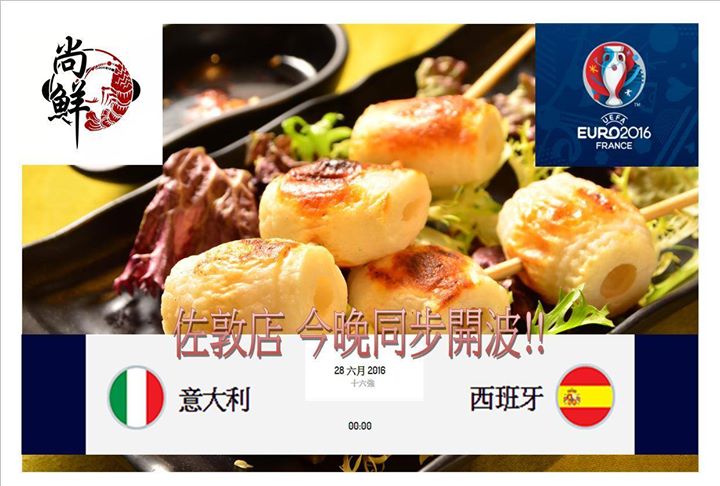 尚鮮
UEFA
EURO2016
FRANCE
TM
佐敦店 今晚同步開波!!
28 六月 2016
十六強
意大利
西班牙
00:00